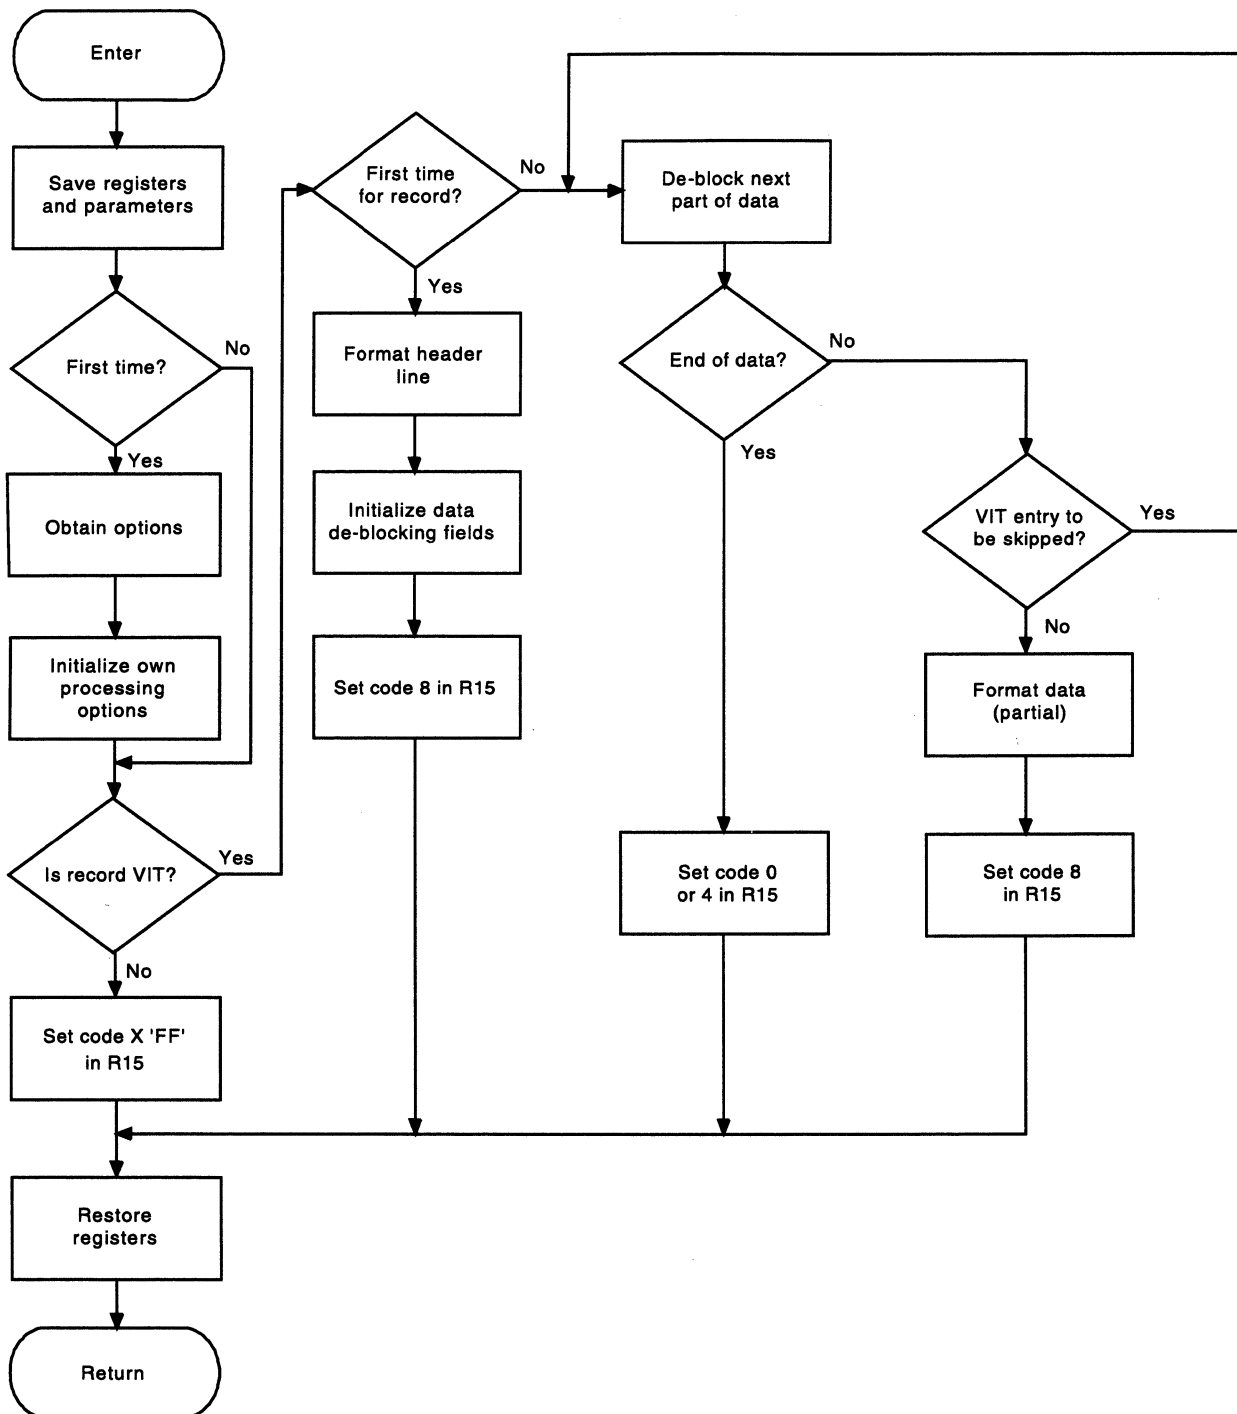 Enter
Save registers
and parameters
First time?
No
Yes
Obtain options
Initialize own
processing
options
Is record VIT?
Yes
No
Set code X 'FF'
in R15
Restore
registers
Return
First time
for record?
No
Yes
Format header
line
Initialize data
de-blocking fields
Set code 8 in R15
De-block next
part of data
End of data?
No
Yes
Set code 0
or 4 in R15
VIT entry to
be skipped?
Yes
No
Format data
(partial)
Set code 8
in R15